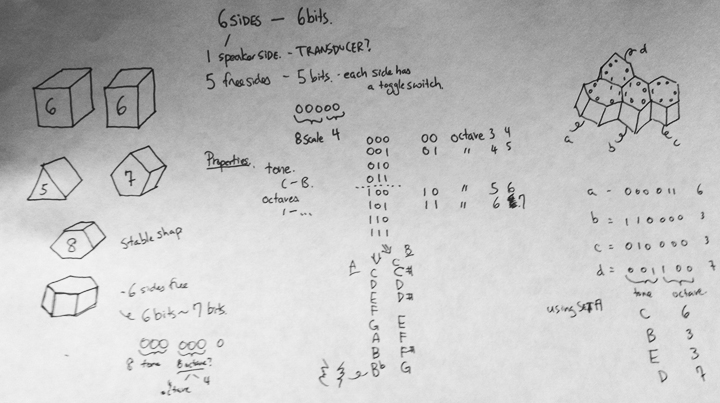 6 SIDES - 6 bits.
1 speaker SIDE. - TRANSDUCER?
5 free sides - 5 bits. - each side has
a toggle switch.
00000
8 scale 4
6
6
5
7
8
stable shap
- 6 sides free
6 bits ~ 7 bits.
000 000 0
8 tone 8 octave?
4
Properties.
tone.
C - B.
octaves
1 - ...
000 00 octave 3 4
001 01 " 4 5
010
011
100 10 " 5 6
101 11 " 6 7
110
111
A B
C C
D C#
E D
F D#
G E
A F
B F#
Bb G
d
a
b
c
a - 000011 6
b = 110000 3
c = 010000 3
d = 001100 7
tone octave
using SETA
C 6
B 3
E 3
D 7